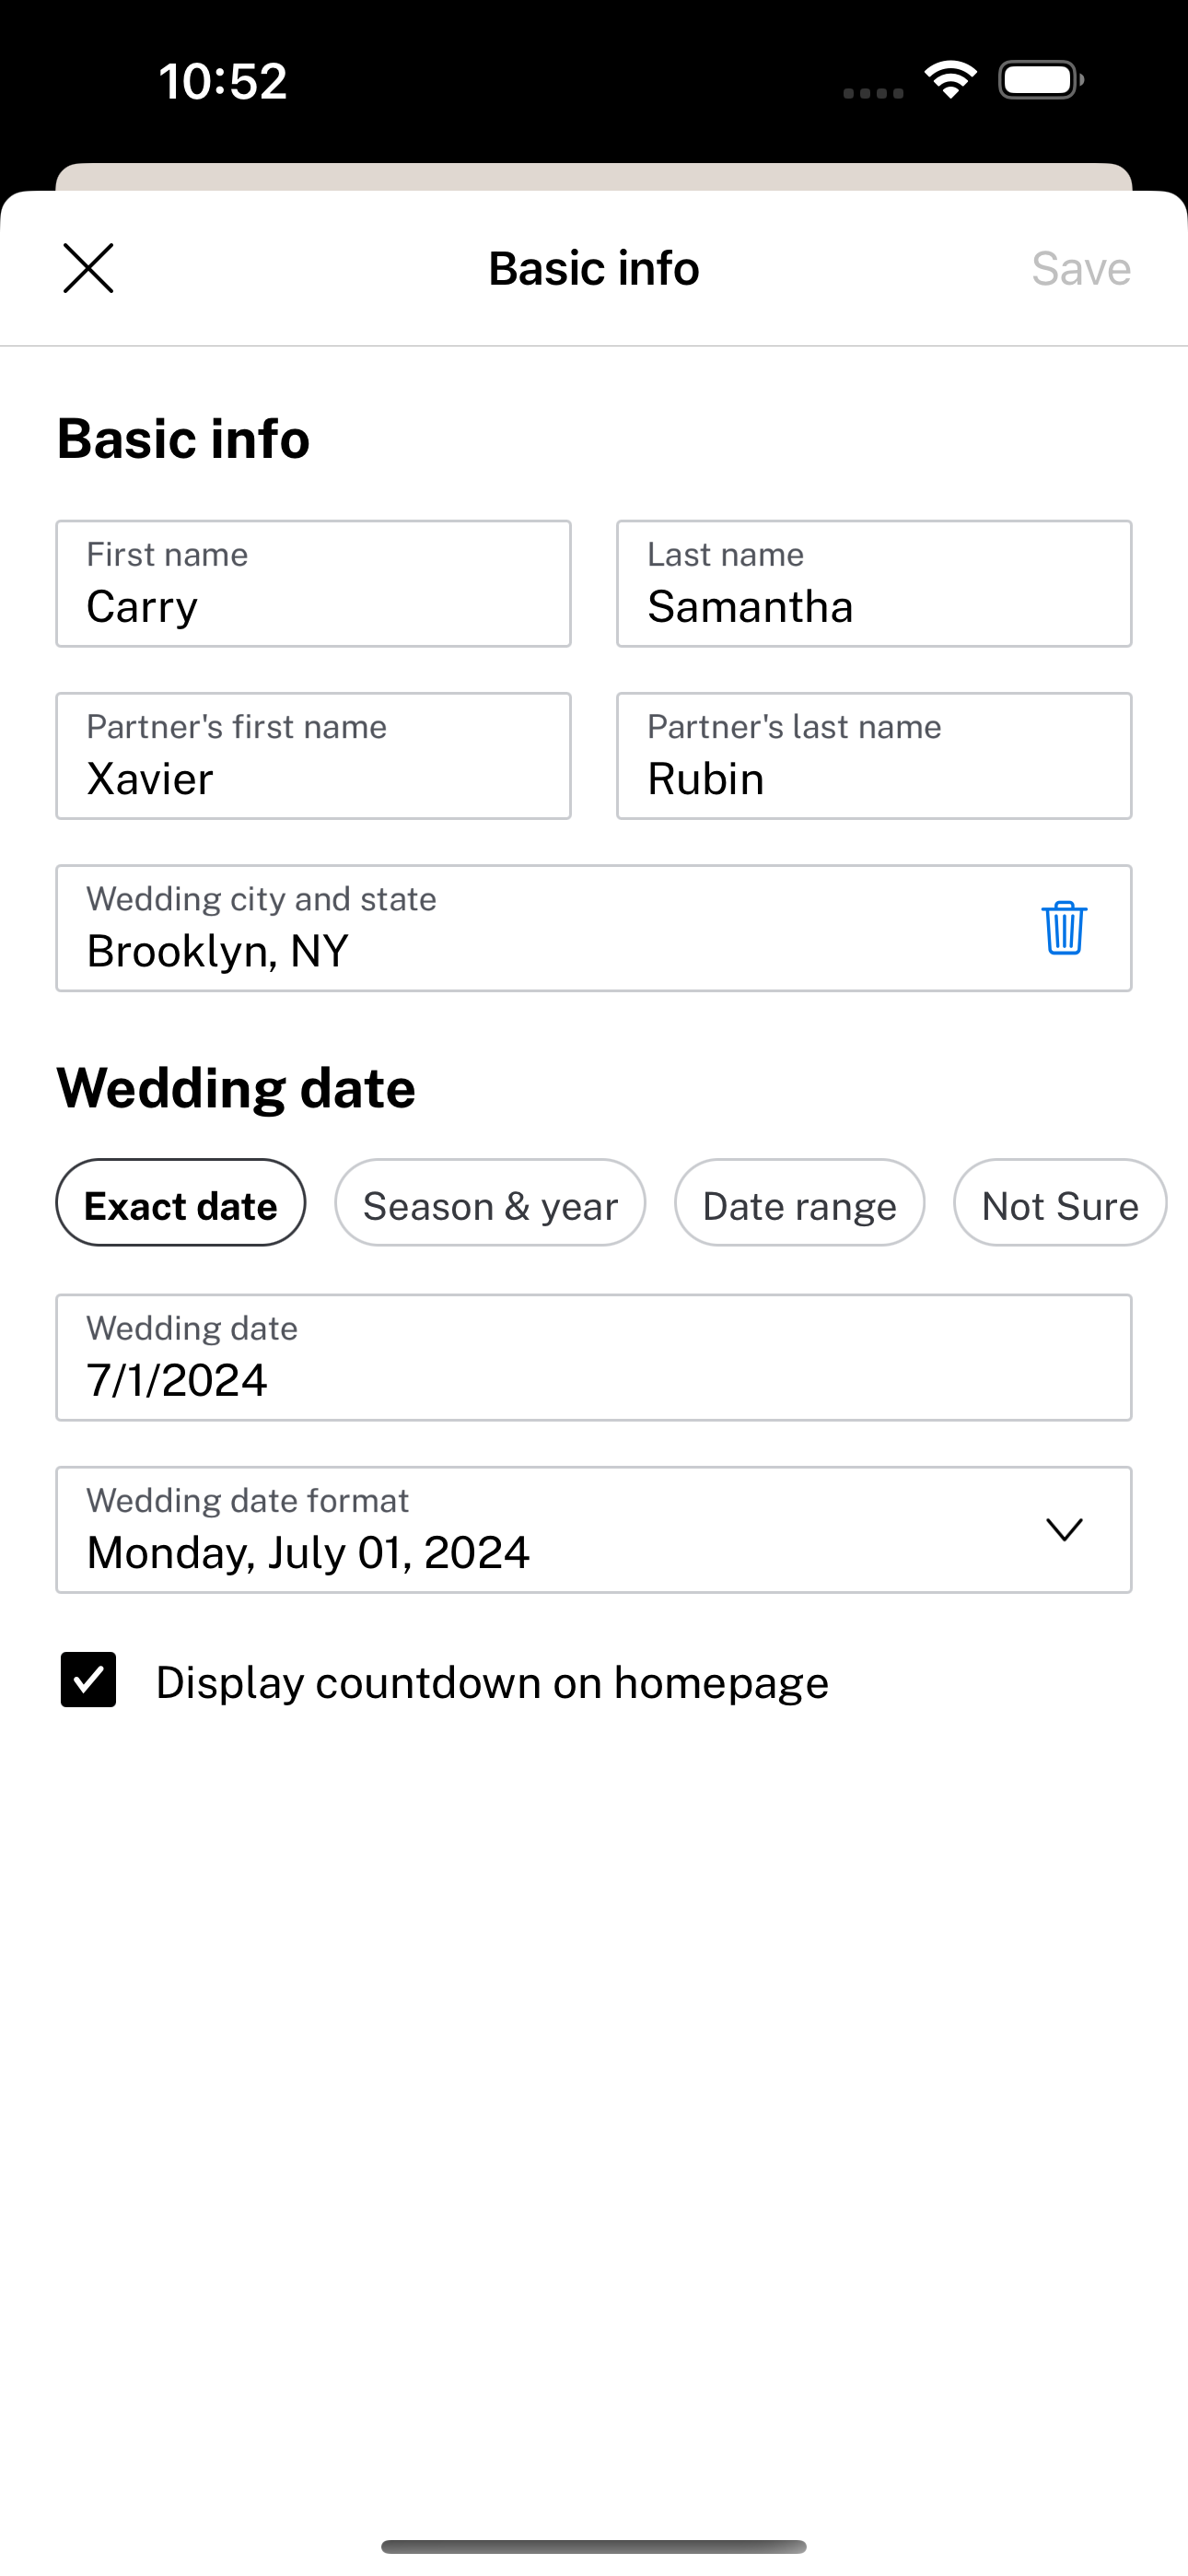 10:52
Basic info
Save
Basic info
First name
Carry
Last name
Samantha
Partner's first name
Xavier
Partner's last name
Rubin
Wedding city and state
Brooklyn, NY
Wedding date
Exact date
Season & year
Date range
Not Sure
Wedding date
7/1/2024
Wedding date format
Monday, July 01, 2024
Display countdown on homepage